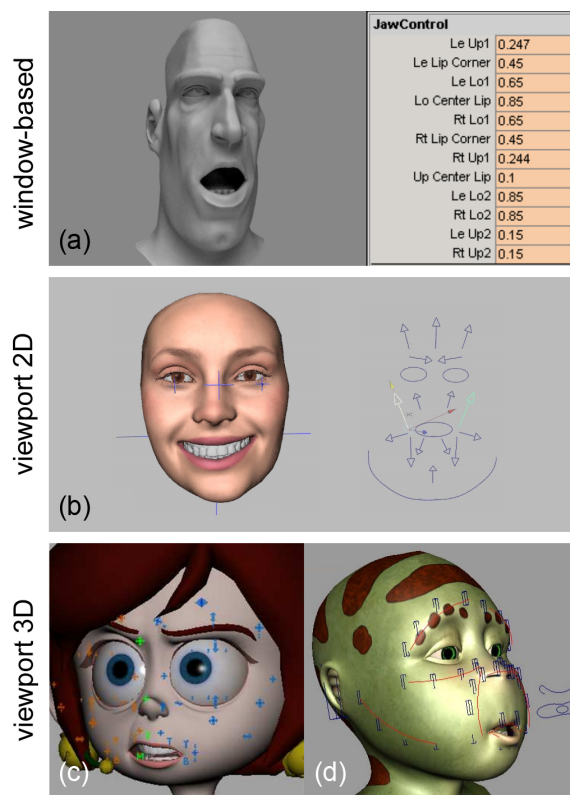 window-based
(a)
JawControl
Le Up1 0.247
Le Lip Corner 0.45
Le Lo1 0.65
Lo Center Lip 0.85
Rt Lo1 0.65
Rt Lip Corner 0.45
Rt Up1 0.244
Up Center Lip 0.1
Le Lo2 0.85
Rt Lo2 0.85
Le Up2 0.15
Rt Up2 0.15
viewport 2D
(b)
viewport 3D
(c)
(d)